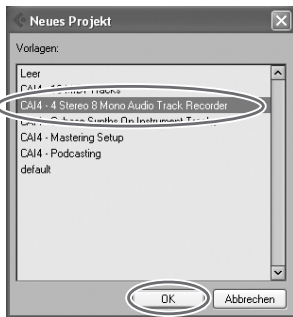 Neues Projekt
Vorlagen:
Leer
CAI4 - 4 Stereo 8 Mono Audio Track Recorder
CAI4 - Mastering Setup
CAI4 - Podcasting
default
OK
Abbrechen